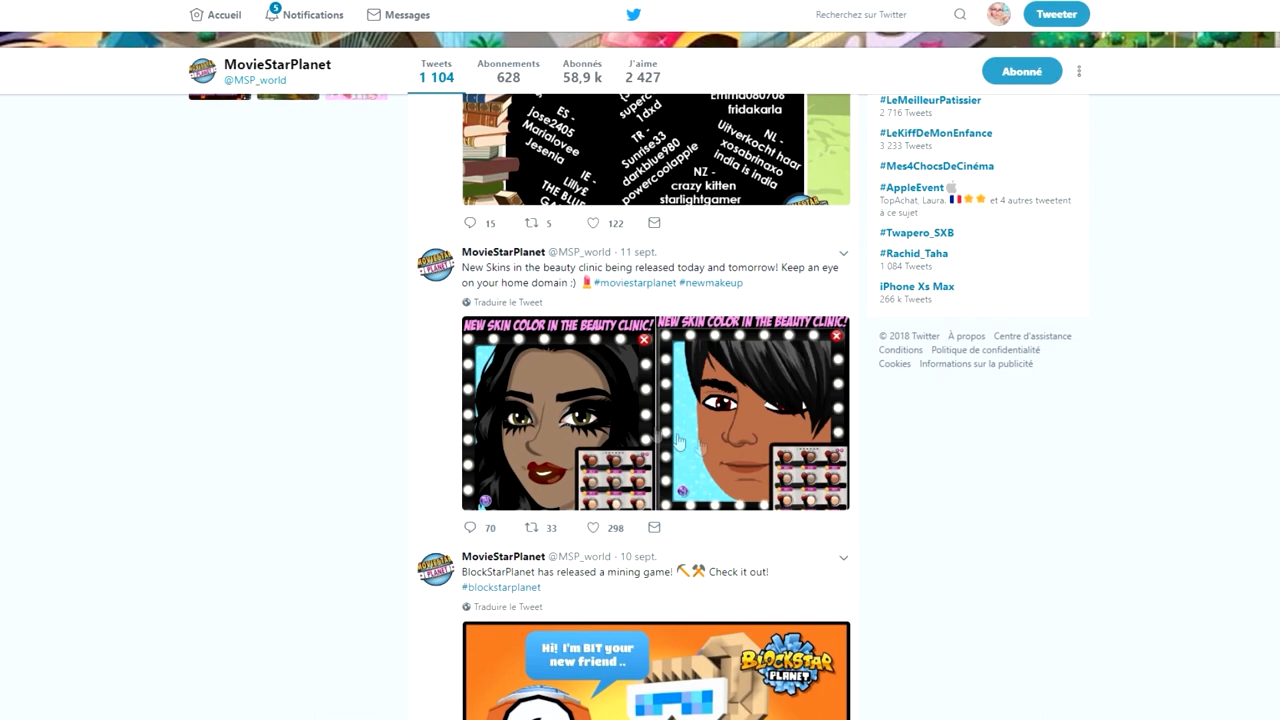 Accueil
5
Notifications
Messages
Recherchez sur Twitter
Tweeter
MovieStarPlanet
@MSP_world
Tweets
1 104
Abonnements
628
Abonnés
58,9 k
J'aime
2 427
Abonné
ES -
jose2405
Marialovee
Jesenia
IE -
Lilly£
THE BLUE
superc
1dxd
TR -
Sunrise33
darkblue980
powercoolapple
Emma080708
fridakarla
NL -
Uitverkocht haar
xosabrinaxo
India is India
NZ -
crazy kitten
starlightgamer
15
5
122
MovieStarPlanet @MSP_world · 11 sept.
New Skins in the beauty clinic being released today and tomorrow! Keep an eye
on your home domain ;) 💄#moviestarplanet #newmakeup
Traduire le Tweet
NEW SKIN COLOR IN THE BEAUTY CLINIC!
NEW SKIN COLOR IN THE BEAUTY CLINIC!
70
33
298
MovieStarPlanet @MSP_world · 10 sept.
BlockStarPlanet has released a mining game! ⛏⚒ Check it out!
#blockstarplanet
Traduire le Tweet
Hi! I'm BIT your
new friend ..
BLOCKSTAR
PLANET
#LeMeilleurPatissier
2 716 Tweets
#LeKiffDeMonEnfance
3 233 Tweets
#Mes4ChocsDeCinéma
#AppleEvent
TopAchat, Laura. 🇫🇷⭐⭐ et 4 autres tweetent
à ce sujet
#Twapero_SXB
#Rachid_Taha
1 084 Tweets
iPhone Xs Max
266 k Tweets
© 2018 Twitter À propos Centre d'assistance
Conditions Politique de confidentialité
Cookies Informations sur la publicité